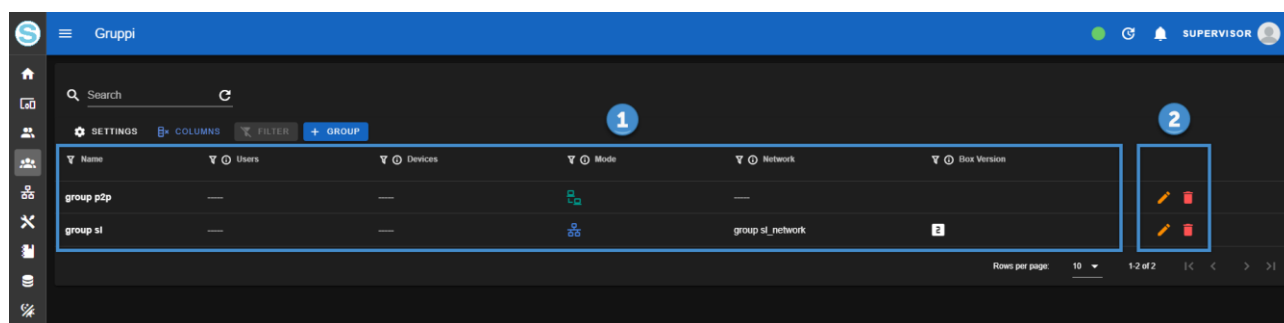 S Gruppi SUPERVISOR
Search
SETTINGS COLUMNS FILTER + GROUP
1 2
Name Users Devices Mode Network Box Version
group p2p ---- ---- ----
group sl ---- ---- group sl_network 2
Rows per page: 10 1-2 of 2